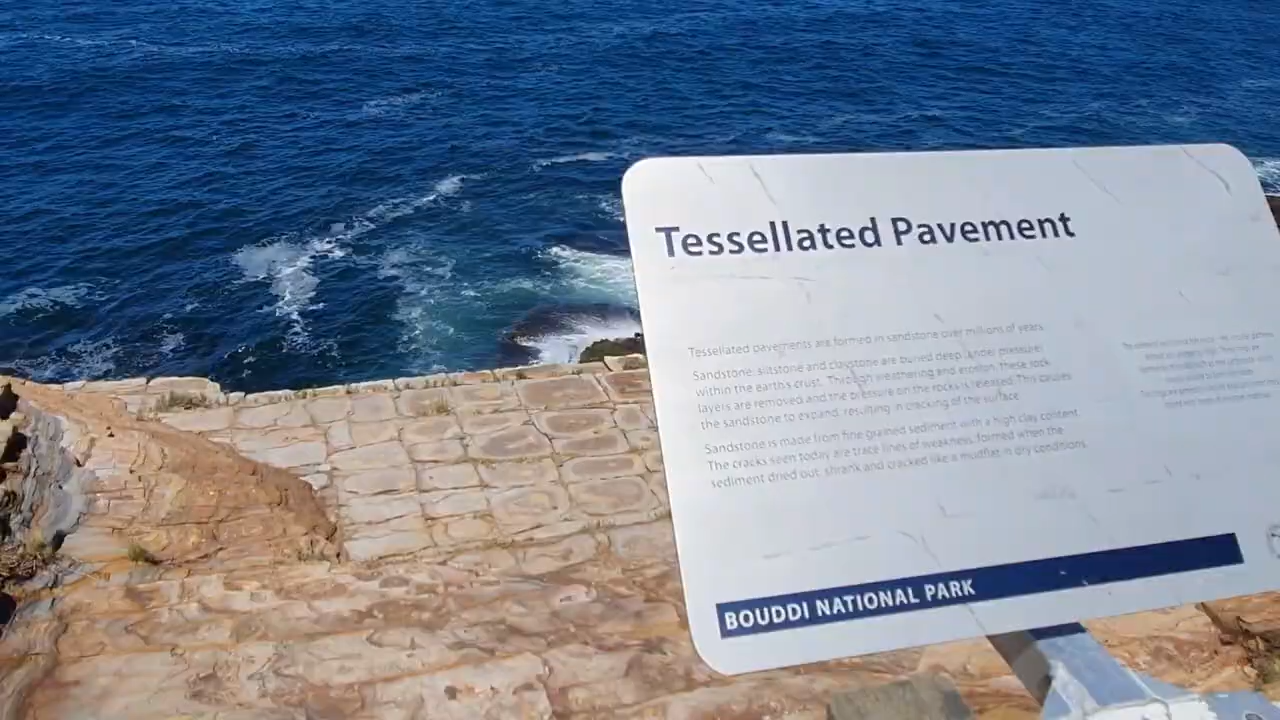 Tessellated Pavement
Tessellated pavements are formed in sandstone over millions of years.
Sandstone, siltstone and claystone are buried deep, under pressure,
within the earth's crust. Through weathering and erosion, these rock
layers are removed and the pressure on the rocks is released. This causes
the sandstone to expand, resulting in cracking of the surface.
Sandstone is made from fine grained sediment with a high clay content.
The cracks seen today are trace lines of weakness, formed when the
sediment dried out, shrank and cracked like a mudflat in dry conditions.
BOUDDI NATIONAL PARK